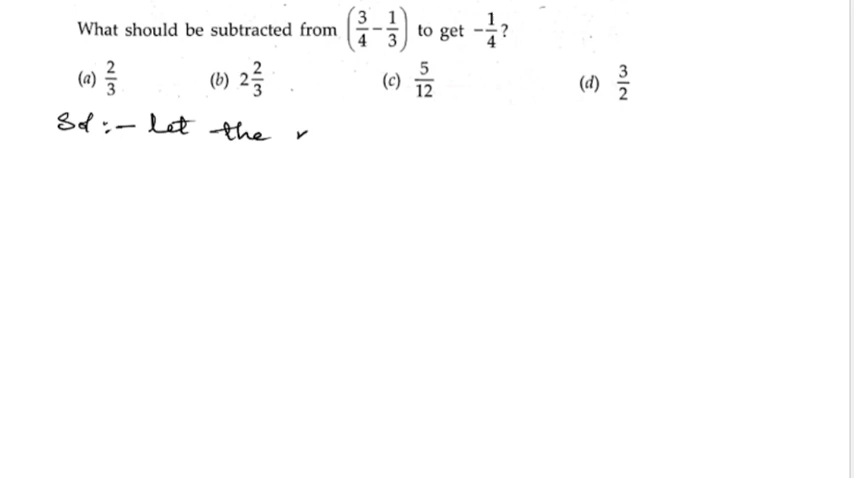 What should be subtracted from (3/4 − 1/3) to get −1/4?
(a) 2/3 (b) 2 2/3 (c) 5/12 (d) 3/2
Sol :- let the